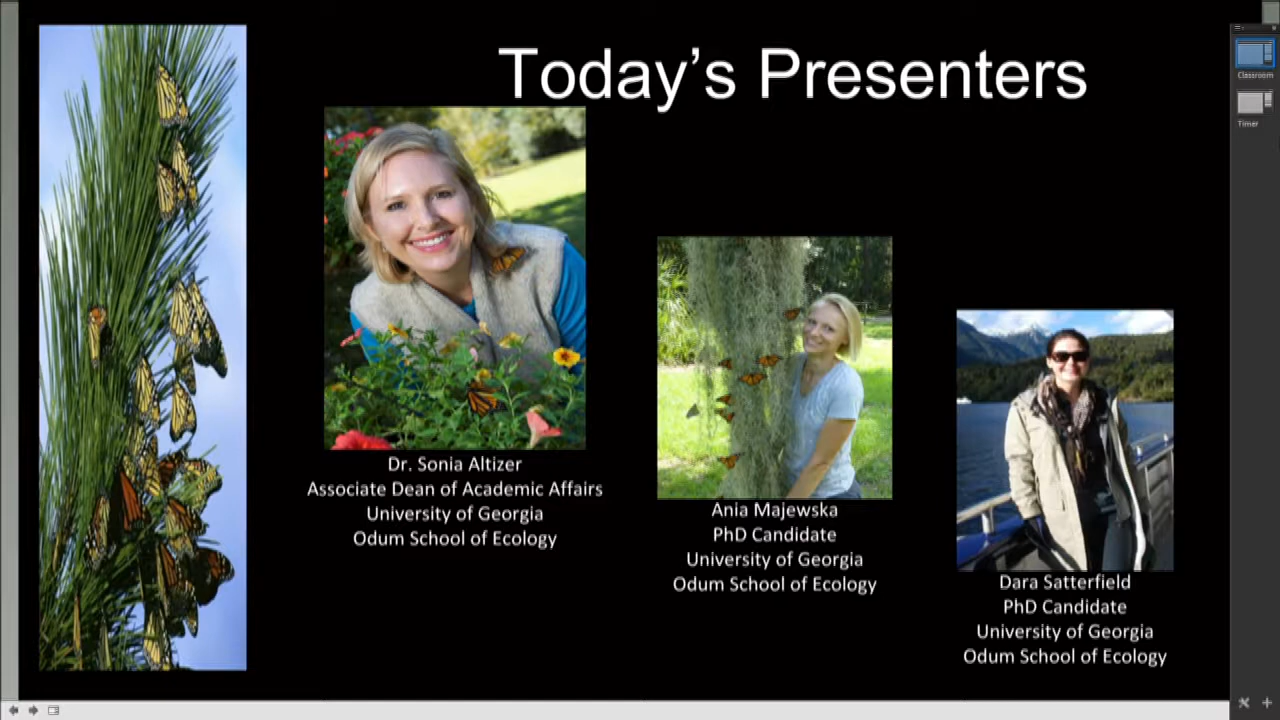 Today's Presenters
Dr. Sonia Altizer
Associate Dean of Academic Affairs
University of Georgia
Odum School of Ecology
Ania Majewska
PhD Candidate
University of Georgia
Odum School of Ecology
Dara Satterfield
PhD Candidate
University of Georgia
Odum School of Ecology
Classroom
Timer